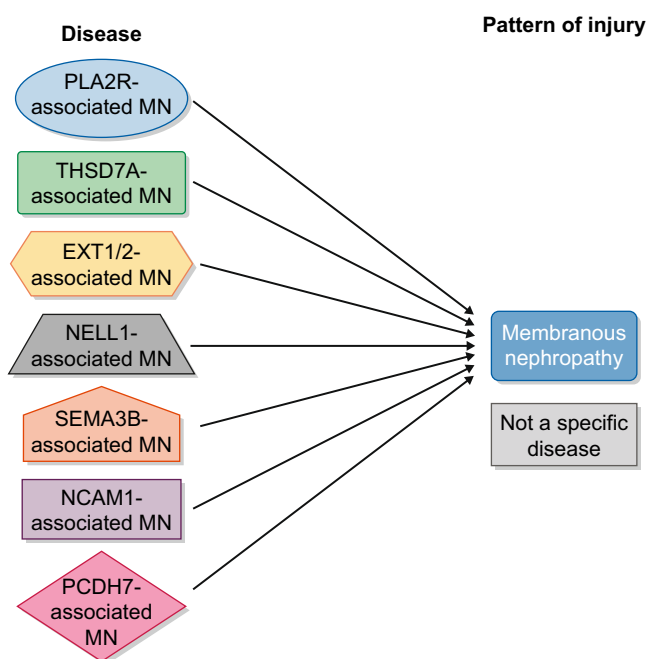 Disease
Pattern of injury
PLA2R-
associated MN
THSD7A-
associated MN
EXT1/2-
associated MN
NELL1-
associated MN
SEMA3B-
associated MN
NCAM1-
associated MN
PCDH7-
associated
MN
Membranous
nephropathy
Not a specific
disease